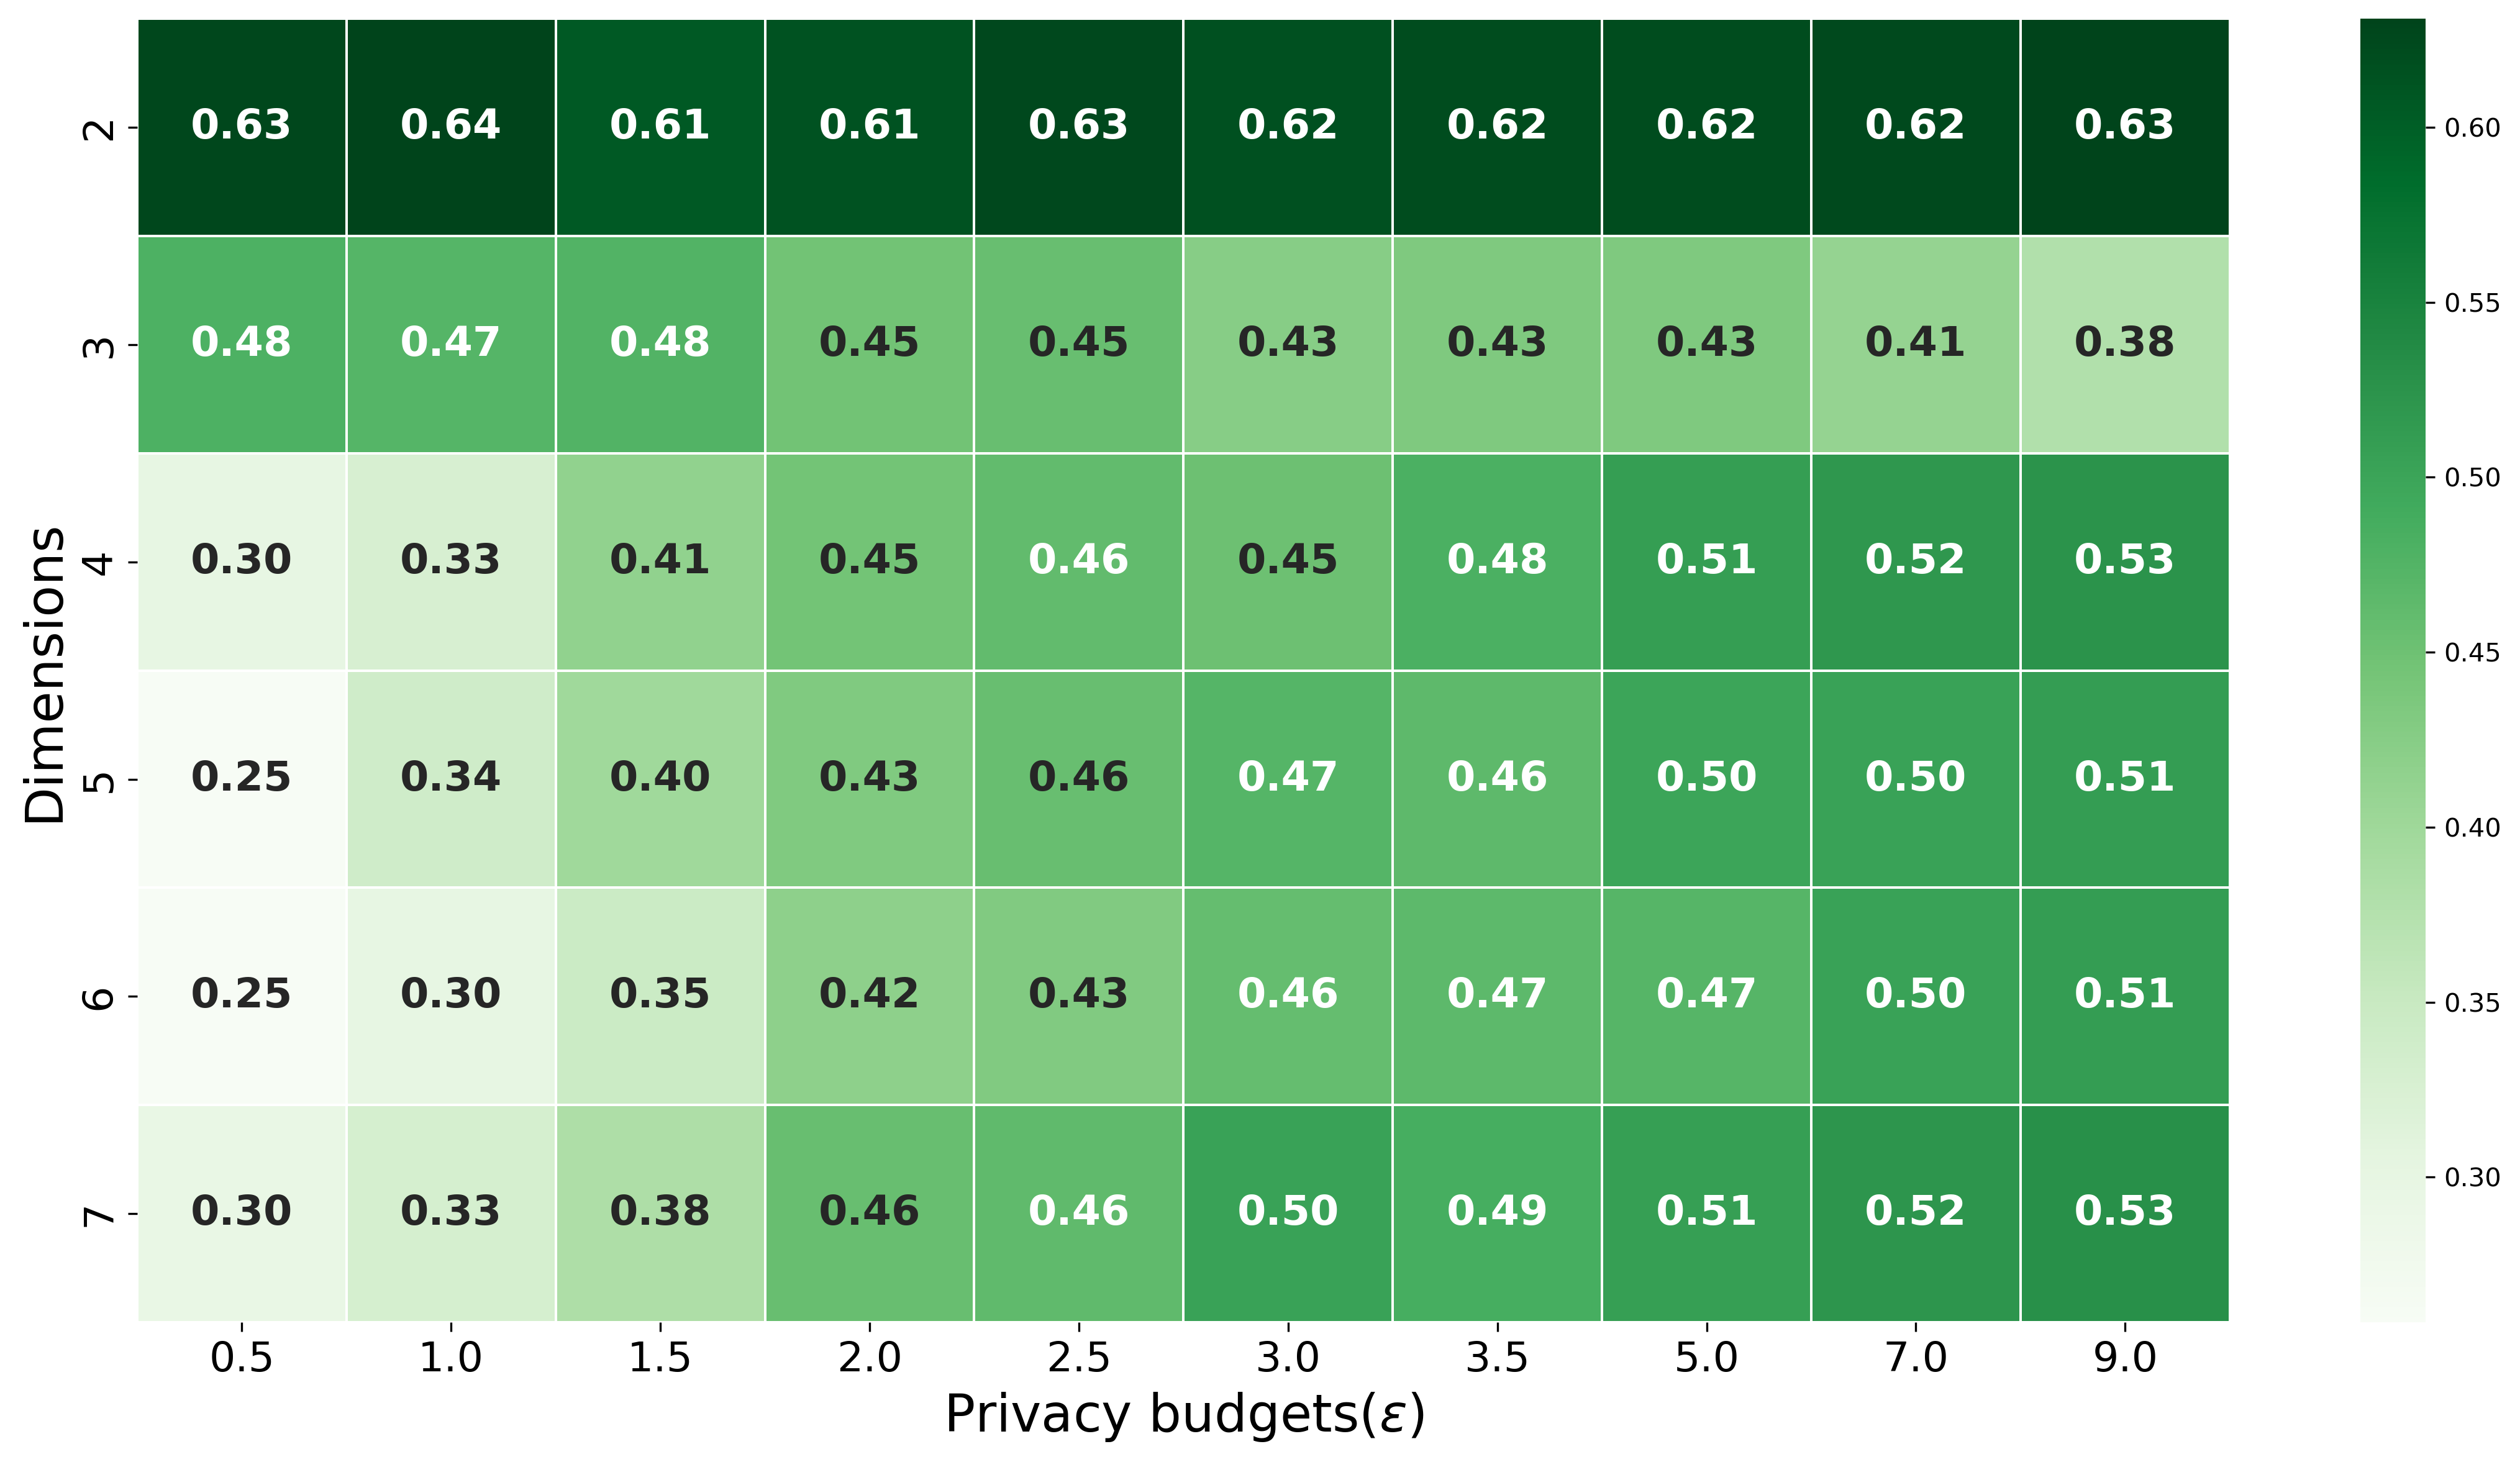 2 0.63 0.64 0.61 0.61 0.63 0.62 0.62 0.62 0.62 0.63
3 0.48 0.47 0.48 0.45 0.45 0.43 0.43 0.43 0.41 0.38
4 0.30 0.33 0.41 0.45 0.46 0.45 0.48 0.51 0.52 0.53
5 0.25 0.34 0.40 0.43 0.46 0.47 0.46 0.50 0.50 0.51
6 0.25 0.30 0.35 0.42 0.43 0.46 0.47 0.47 0.50 0.51
7 0.30 0.33 0.38 0.46 0.46 0.50 0.49 0.51 0.52 0.53
0.5 1.0 1.5 2.0 2.5 3.0 3.5 5.0 7.0 9.0
Privacy budgets(ε)
Dimensions
0.60
0.55
0.50
0.45
0.40
0.35
0.30